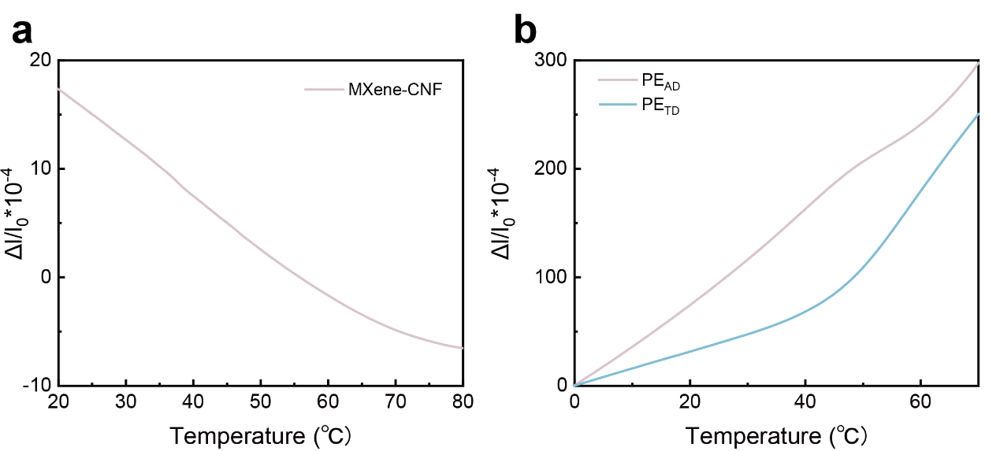 a
20
10
0
-10
20
30
40
50
60
70
80
MXene-CNF
ΔI/I0*10-4
Temperature (℃)
b
300
200
100
0
0
20
40
60
PEAD
PETD
ΔI/I0*10-4
Temperature (℃)